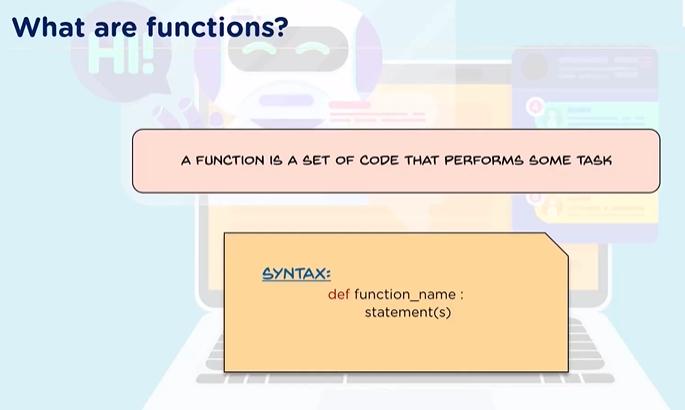 What are functions?
HI!
A FUNCTION IS A SET OF CODE THAT PERFORMS SOME TASK
SYNTAX:
def function_name :
statement(s)